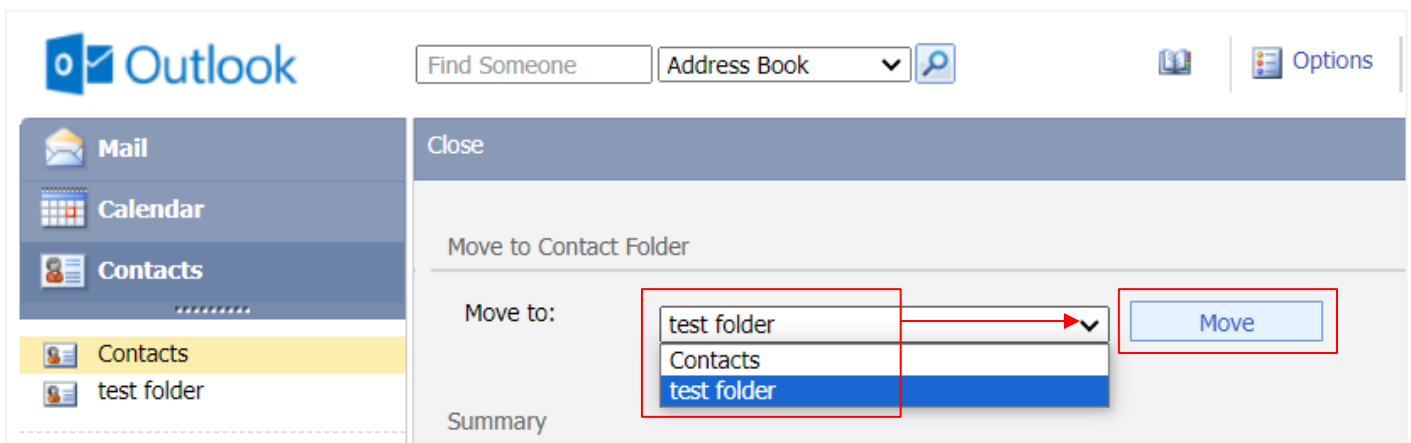 Outlook
Find Someone
Address Book
Options
Mail
Calendar
Contacts
Contacts
test folder
Close
Move to Contact Folder
Move to:
test folder
Move
Contacts
test folder
Summary